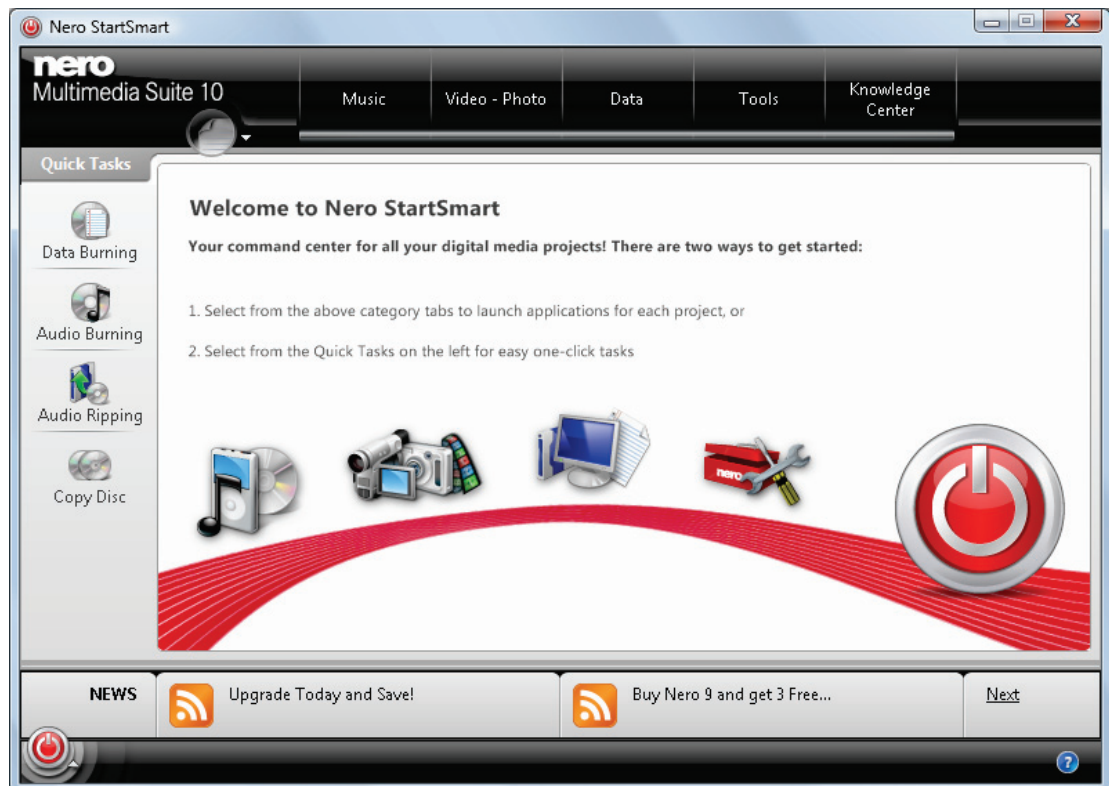 Nero StartSmart
nero
Multimedia Suite 10
Music
Video - Photo
Data
Tools
Knowledge
Center
Quick Tasks
Data Burning
Audio Burning
Audio Ripping
Copy Disc
Welcome to Nero StartSmart
Your command center for all your digital media projects! There are two ways to get started:
1. Select from the above category tabs to launch applications for each project, or
2. Select from the Quick Tasks on the left for easy one-click tasks
nero
NEWS
Upgrade Today and Save!
Buy Nero 9 and get 3 Free...
Next
?